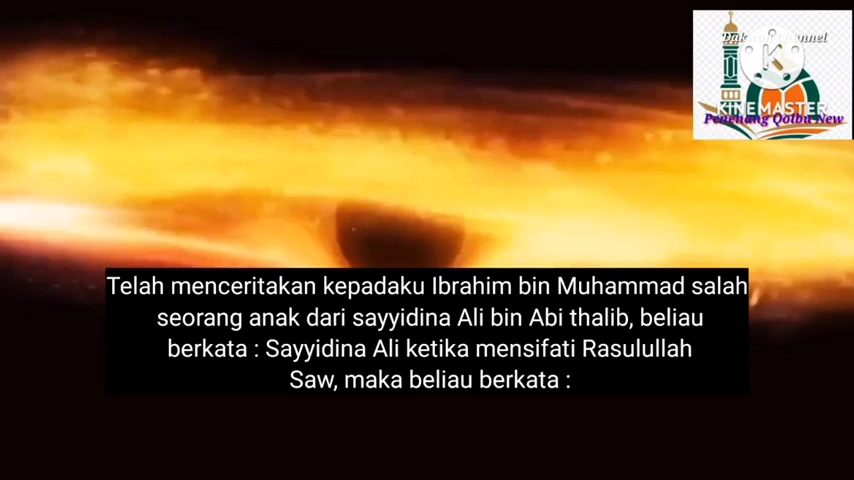 KINEMASTER
Penenang Qolbu New
Telah menceritakan kepadaku Ibrahim bin Muhammad salah
seorang anak dari sayyidina Ali bin Abi thalib, beliau
berkata : Sayyidina Ali ketika mensifati Rasulullah
Saw, maka beliau berkata :